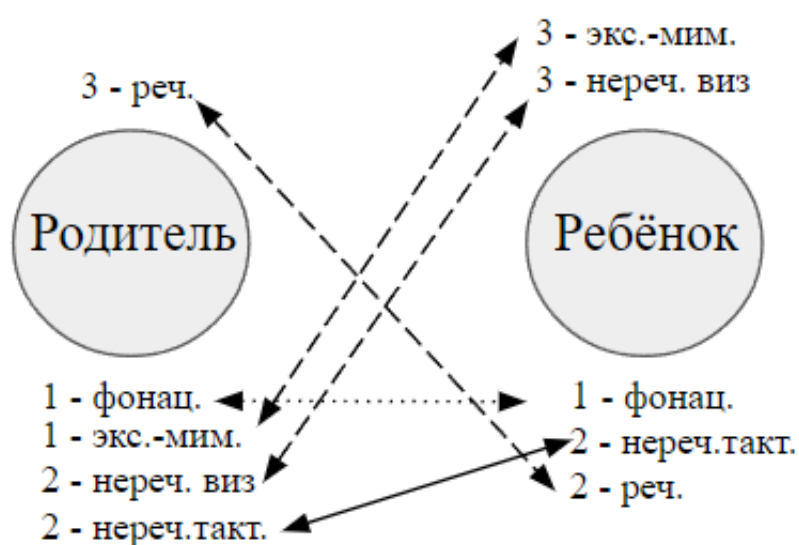 3 - реч.
Родитель
1 - фонац.
1 - экс.-мим.
2 - нереч. виз
2 - нереч.такт.
3 - экс.-мим.
3 - нереч. виз
Ребёнок
1 - фонац.
2 - нереч.такт.
2 - реч.